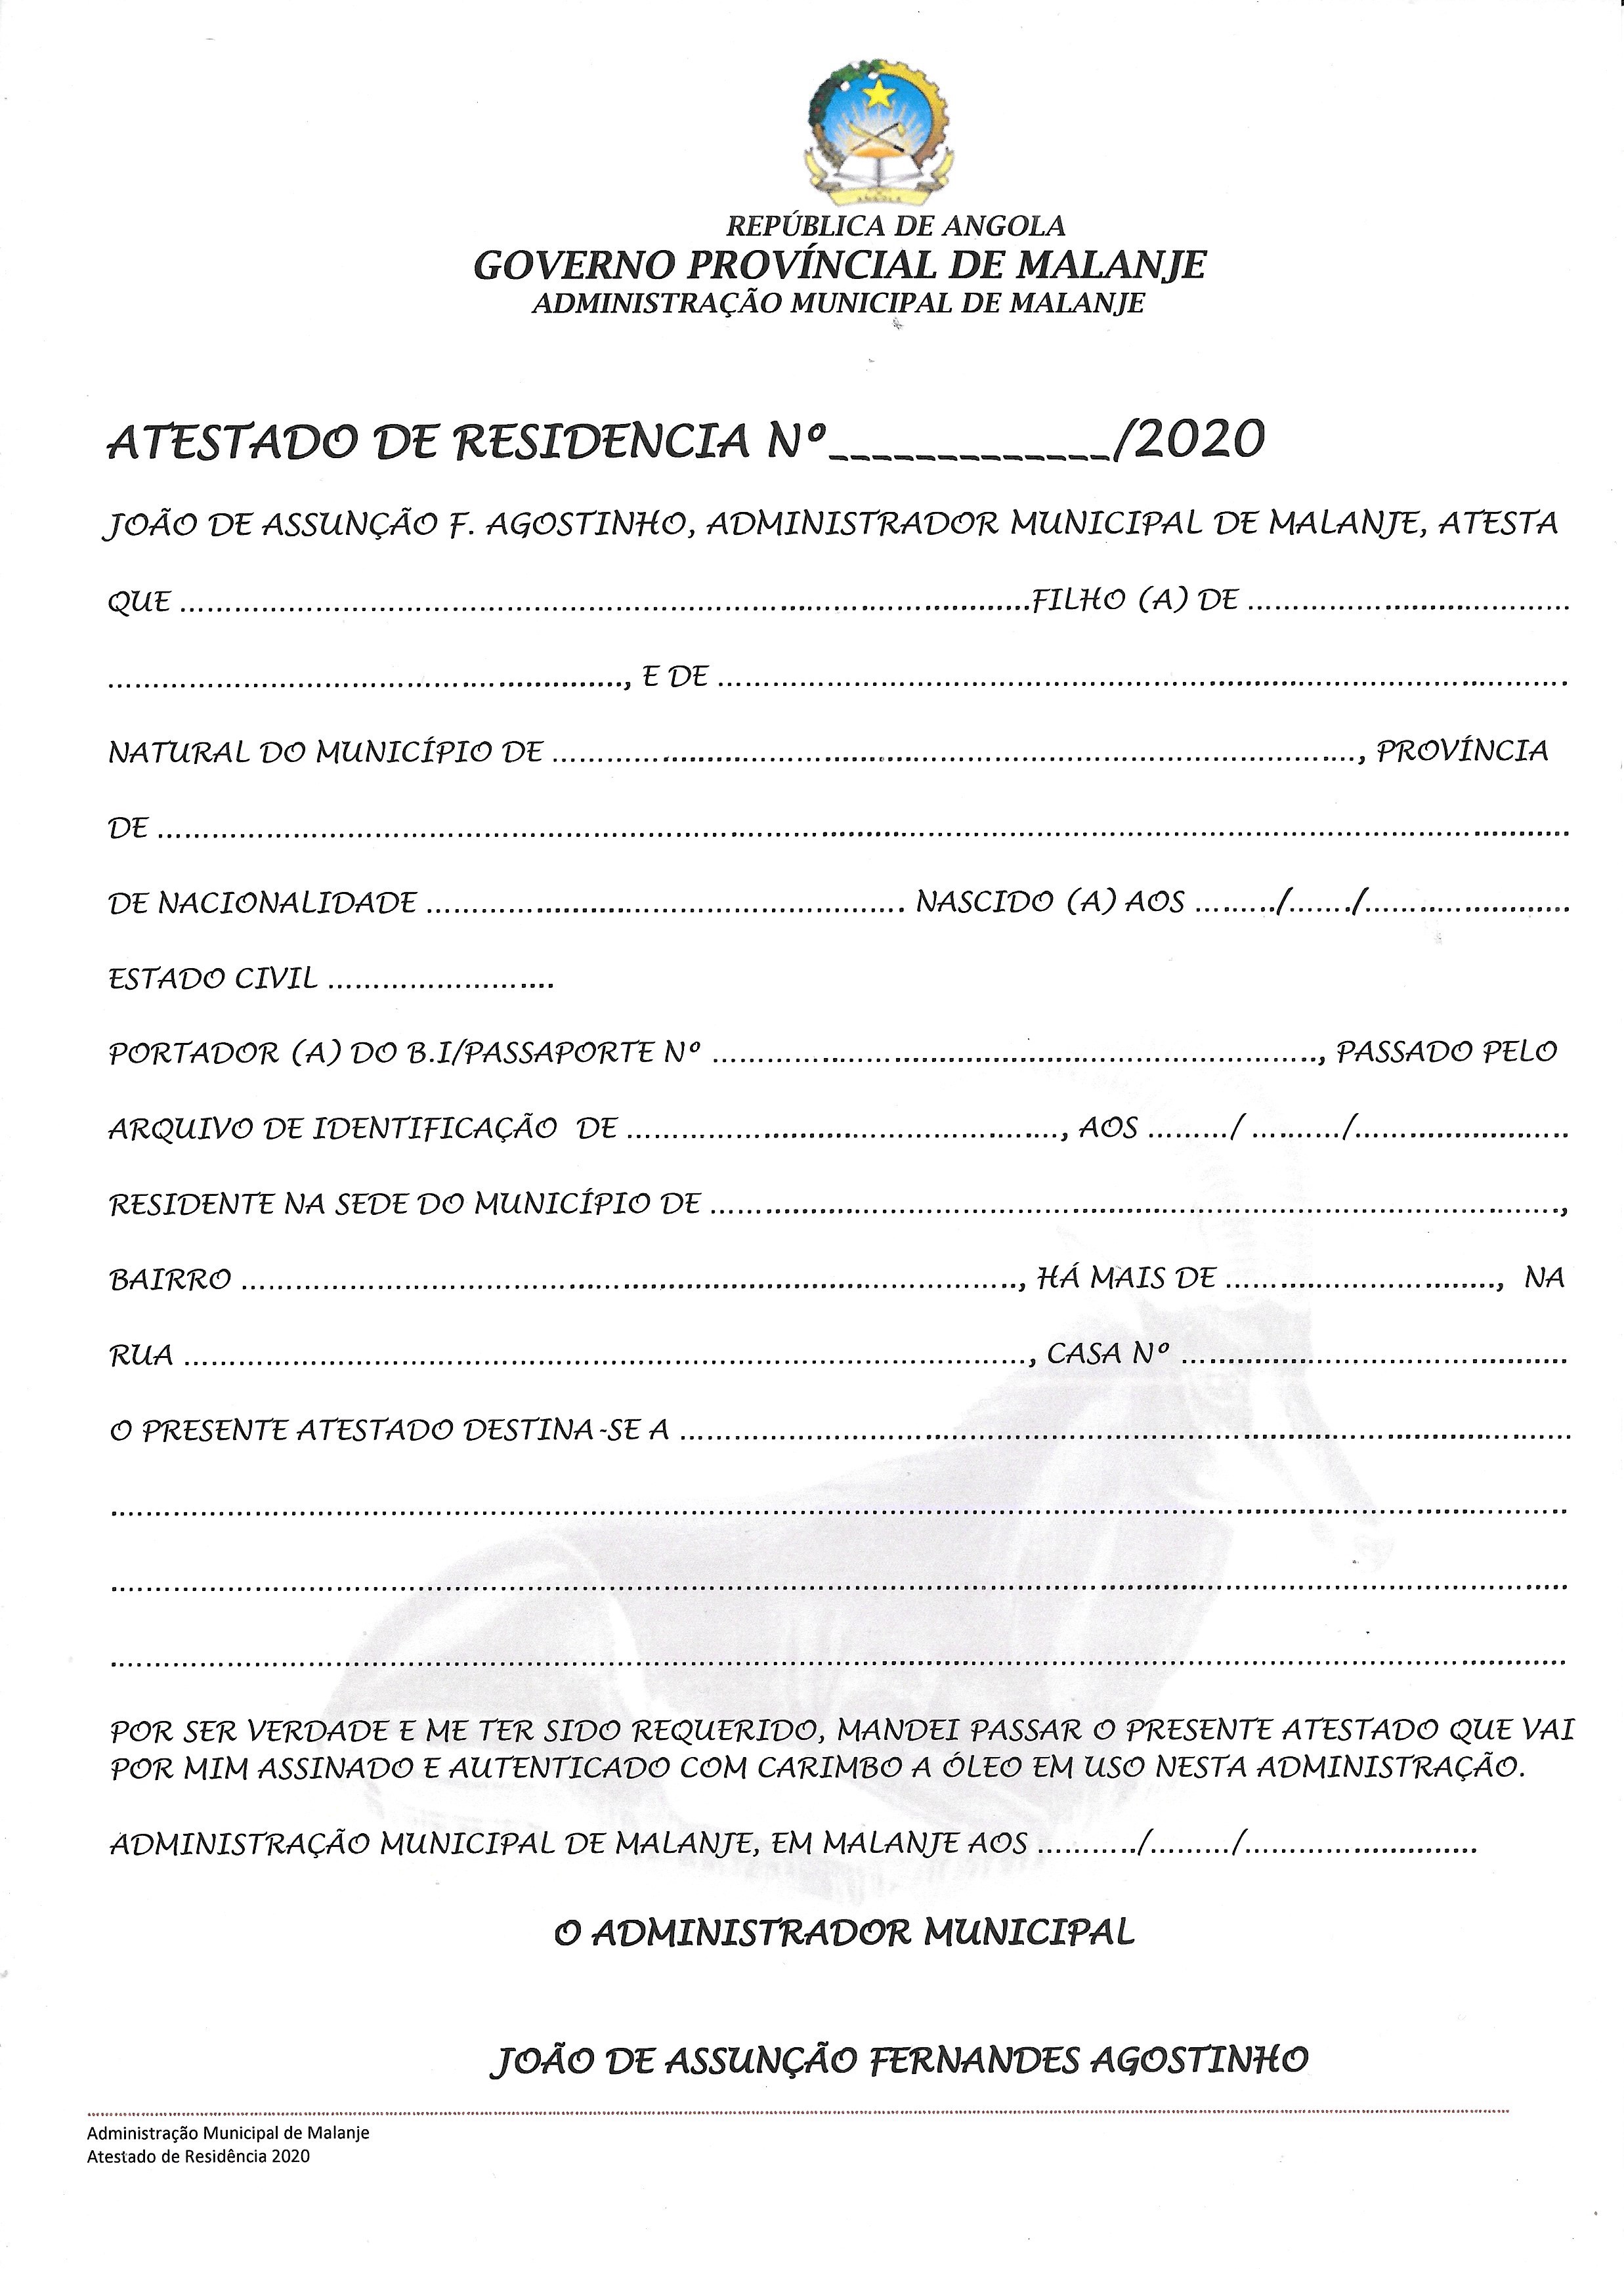 ANGOLA
REPÚBLICA DE ANGOLA
GOVERNO PROVÍNCIAL DE MALANJE
ADMINISTRAÇÃO MUNICIPAL DE MALANJE
ATESTADO DE RESIDENCIA Nº_____________/2020
JOÃO DE ASSUNÇÃO F. AGOSTINHO, ADMINISTRADOR MUNICIPAL DE MALANJE, ATESTA
QUE ..............................................................................................FILHO (A) DE ....................................
........................................................., E DE ..............................................................................................
NATURAL DO MUNICÍPIO DE ........................................................................................., PROVÍNCIA
DE ............................................................................................................................................................
DE NACIONALIDADE ..................................................... NASCIDO (A) AOS ........./......./.......................
ESTADO CIVIL .........................
PORTADOR (A) DO B.I/PASSAPORTE Nº ..................................................................., PASSADO PELO
ARQUIVO DE IDENTIFICAÇÃO DE ................................................, AOS ........./ ........../........................
RESIDENTE NA SEDE DO MUNICÍPIO DE ..............................................................................................,
BAIRRO ......................................................................................, HÁ MAIS DE .............................., NA
RUA .............................................................................................., CASA Nº ...........................................
O PRESENTE ATESTADO DESTINA-SE A ...................................................................................................
..................................................................................................................................................................
..................................................................................................................................................................
..................................................................................................................................................................
POR SER VERDADE E ME TER SIDO REQUERIDO, MANDEI PASSAR O PRESENTE ATESTADO QUE VAI
POR MIM ASSINADO E AUTENTICADO COM CARIMBO A ÓLEO EM USO NESTA ADMINISTRAÇÃO.
ADMINISTRAÇÃO MUNICIPAL DE MALANJE, EM MALANJE AOS .........../........./..........................
O ADMINISTRADOR MUNICIPAL
JOÃO DE ASSUNÇÃO FERNANDES AGOSTINHO
Administração Municipal de Malanje
Atestado de Residência 2020